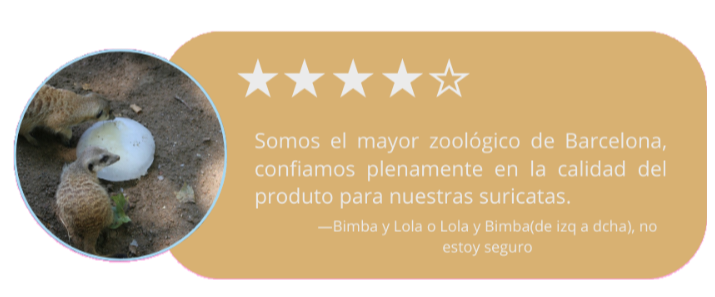 Somos el mayor zoológico de Barcelona,
confiamos plenamente en la calidad del
produto para nuestras suricatas.
—Bimba y Lola o Lola y Bimba(de izq a dcha), no
estoy seguro